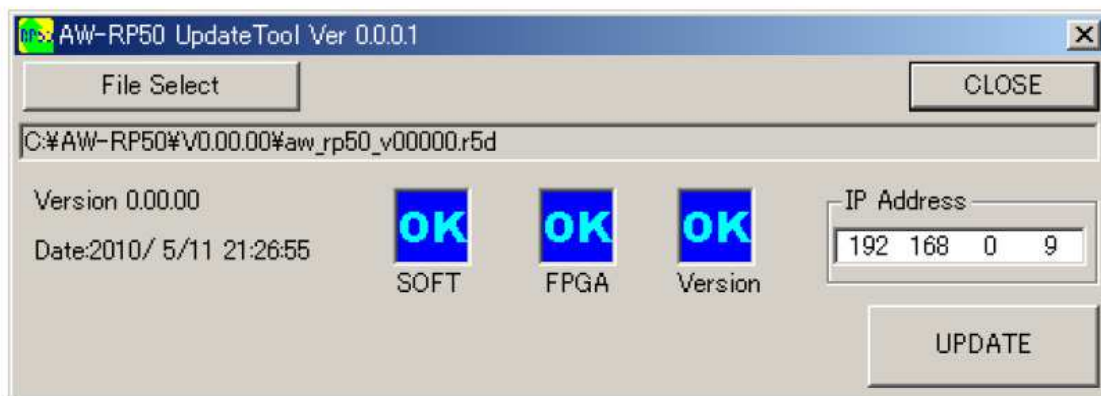 RP50 AW-RP50 UpdateTool Ver 0.0.0.1
File Select
CLOSE
C:¥AW-RP50¥V0.00.00¥aw_rp50_v00000.r5d
Version 0.00.00
Date:2010/ 5/11 21:26:55
OK
SOFT
OK
FPGA
OK
Version
IP Address
192 168 0 9
UPDATE